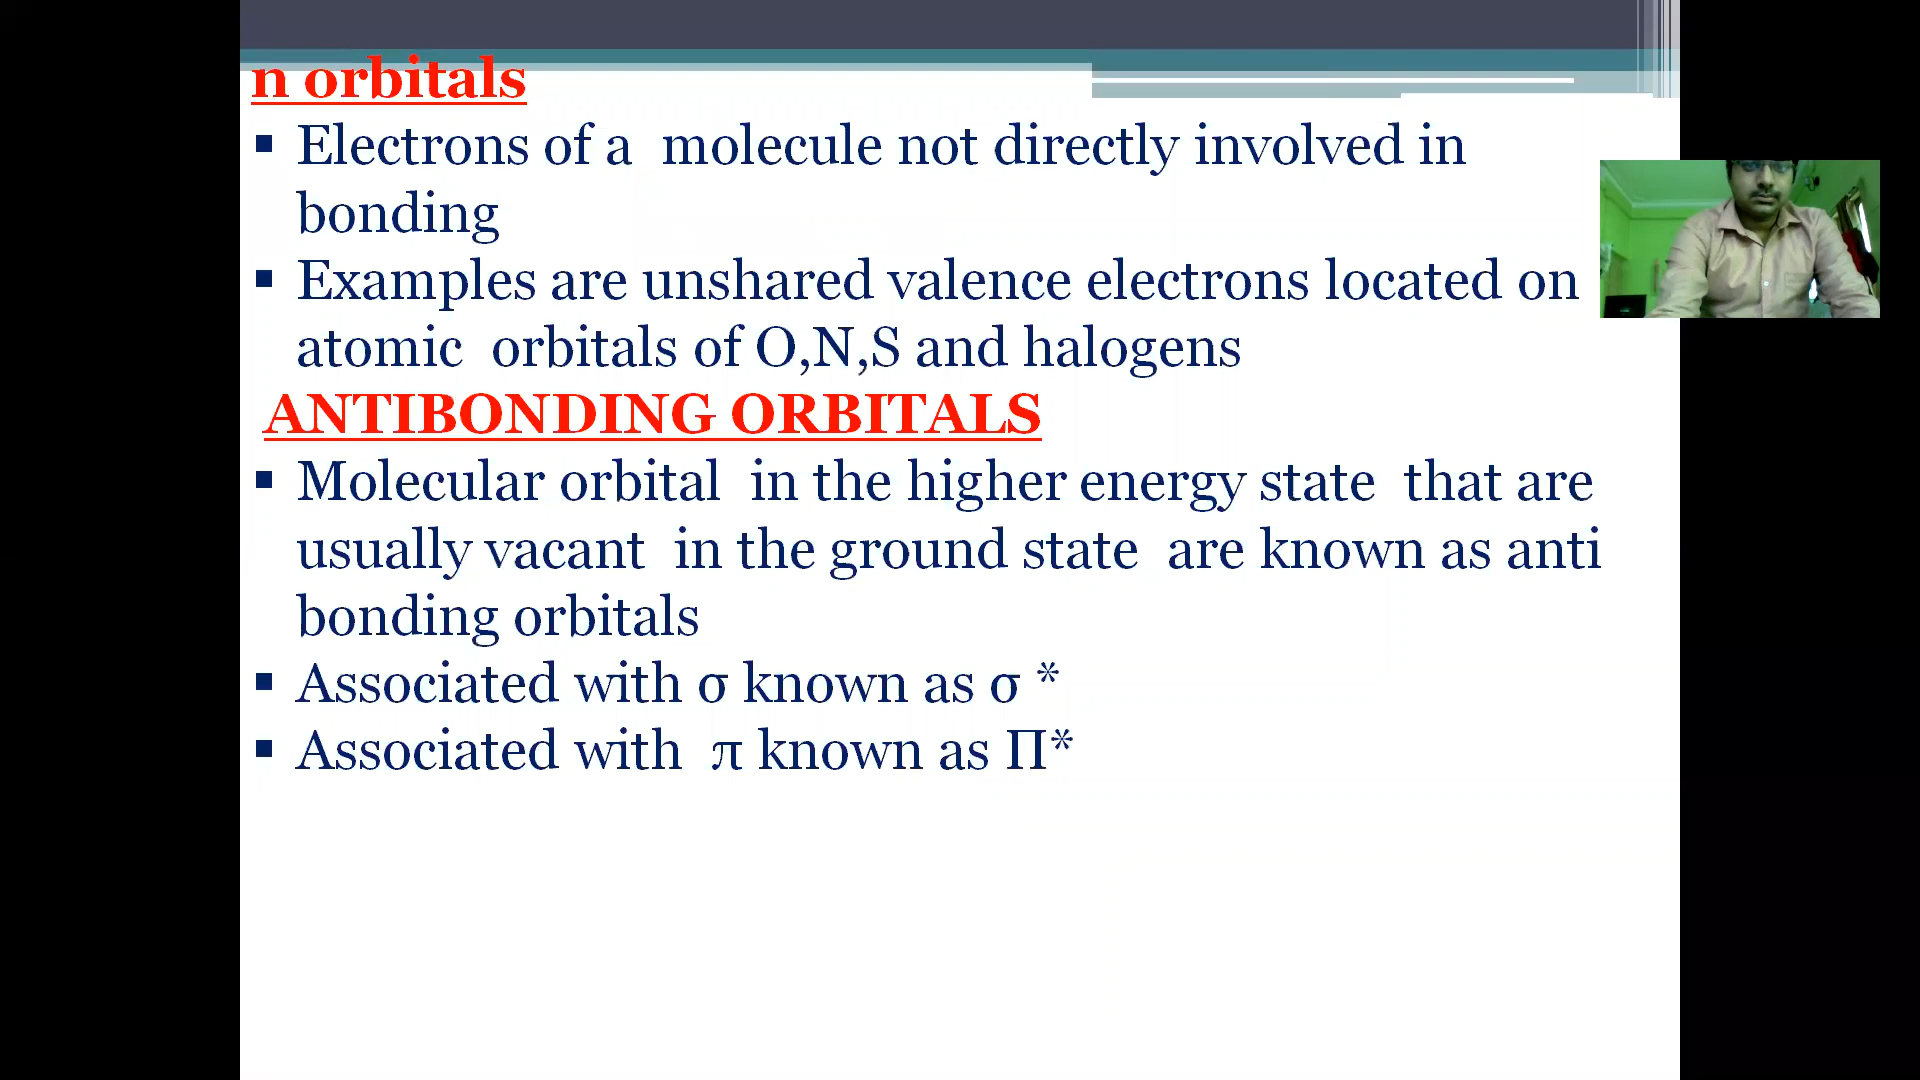 n orbitals
▪ Electrons of a molecule not directly involved in
bonding
▪ Examples are unshared valence electrons located on
atomic orbitals of O,N,S and halogens
ANTIBONDING ORBITALS
▪ Molecular orbital in the higher energy state that are
usually vacant in the ground state are known as anti
bonding orbitals
▪ Associated with σ known as σ *
▪ Associated with π known as Π*